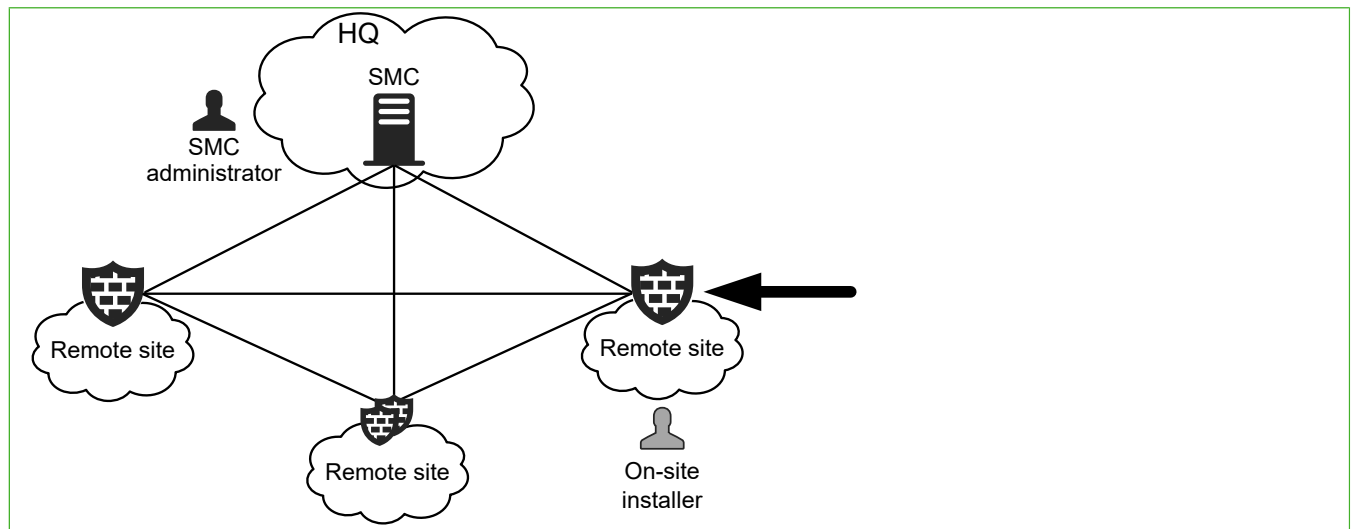 HQ
SMC
SMC
administrator
Remote site
Remote site
Remote site
On-site
installer